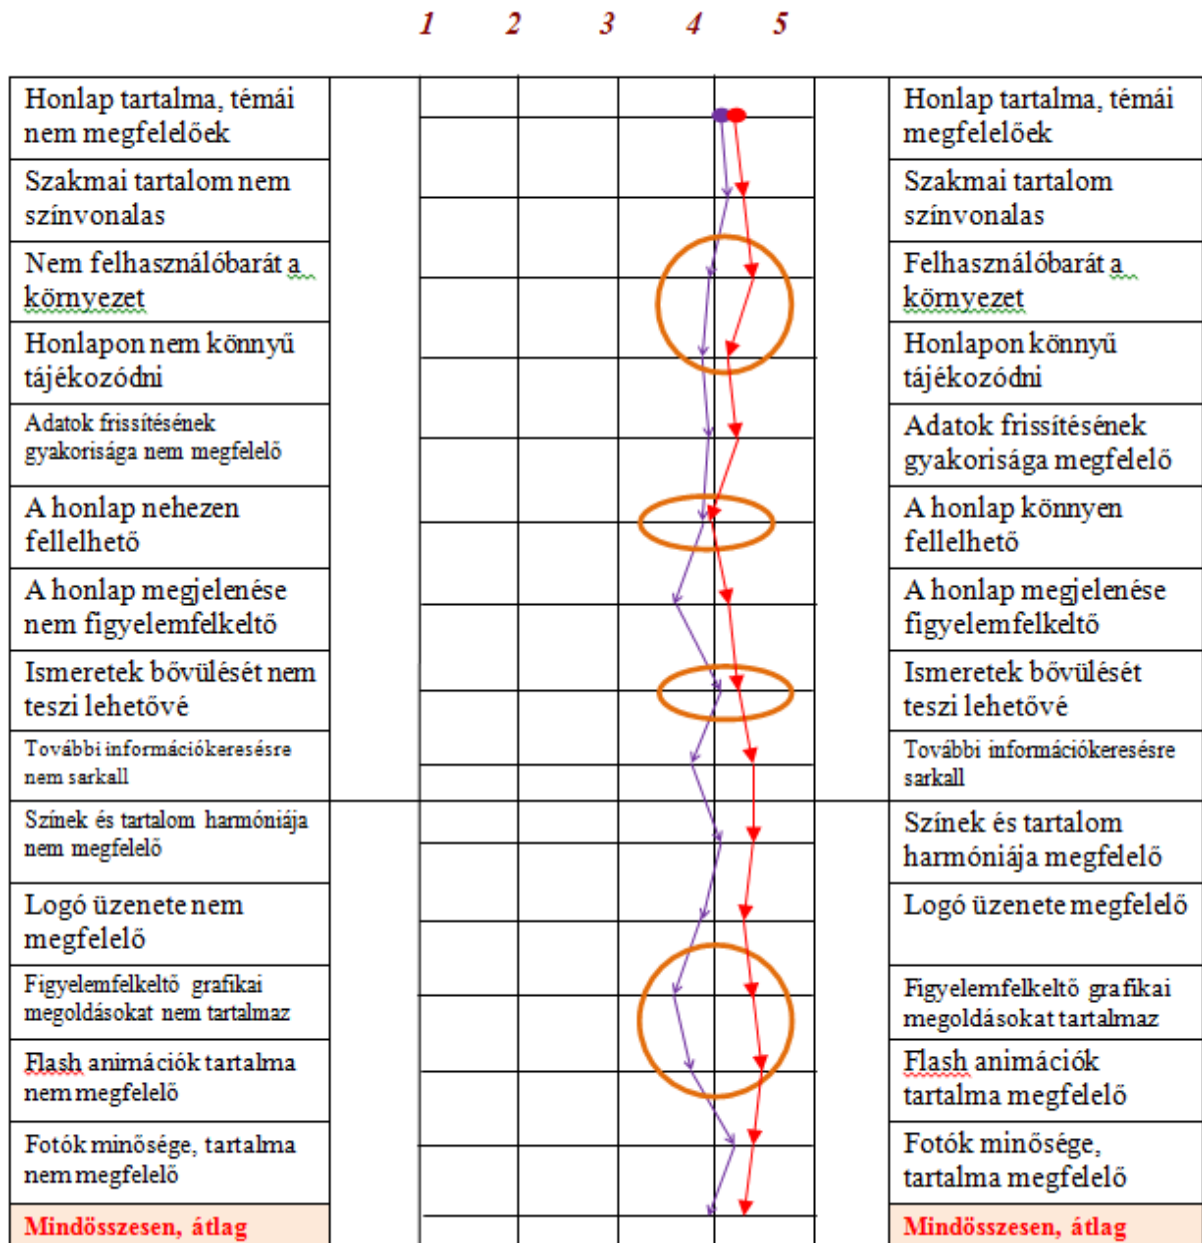 1 2 3 4 5
Honlap tartalma, témái
nem megfelelőek
Honlap tartalma, témái
megfelelőek
Szakmai tartalom nem
színvonalas
Szakmai tartalom
színvonalas
Nem felhasználóbarát a
környezet
Felhasználóbarát a
környezet
Honlapon nem könnyű
tájékozódni
Honlapon könnyű
tájékozódni
Adatok frissítésének
gyakorisága nem megfelelő
Adatok frissítésének
gyakorisága megfelelő
A honlap nehezen
fellelhető
A honlap könnyen
fellelhető
A honlap megjelenése
nem figyelemfelkeltő
A honlap megjelenése
figyelemfelkeltő
Ismeretek bővülését nem
teszi lehetővé
Ismeretek bővülését
teszi lehetővé
További információkeresésre
nem sarkall
További információkeresésre
sarkall
Színek és tartalom harmóniája
nem megfelelő
Színek és tartalom
harmóniája megfelelő
Logó üzenete nem
megfelelő
Logó üzenete megfelelő
Figyelemfelkeltő grafikai
megoldásokat nem tartalmaz
Figyelemfelkeltő grafikai
megoldásokat tartalmaz
Flash animációk tartalma
nem megfelelő
Flash animációk
tartalma megfelelő
Fotók minősége, tartalma
nem megfelelő
Fotók minősége,
tartalma megfelelő
Mindösszesen, átlag
Mindösszesen, átlag